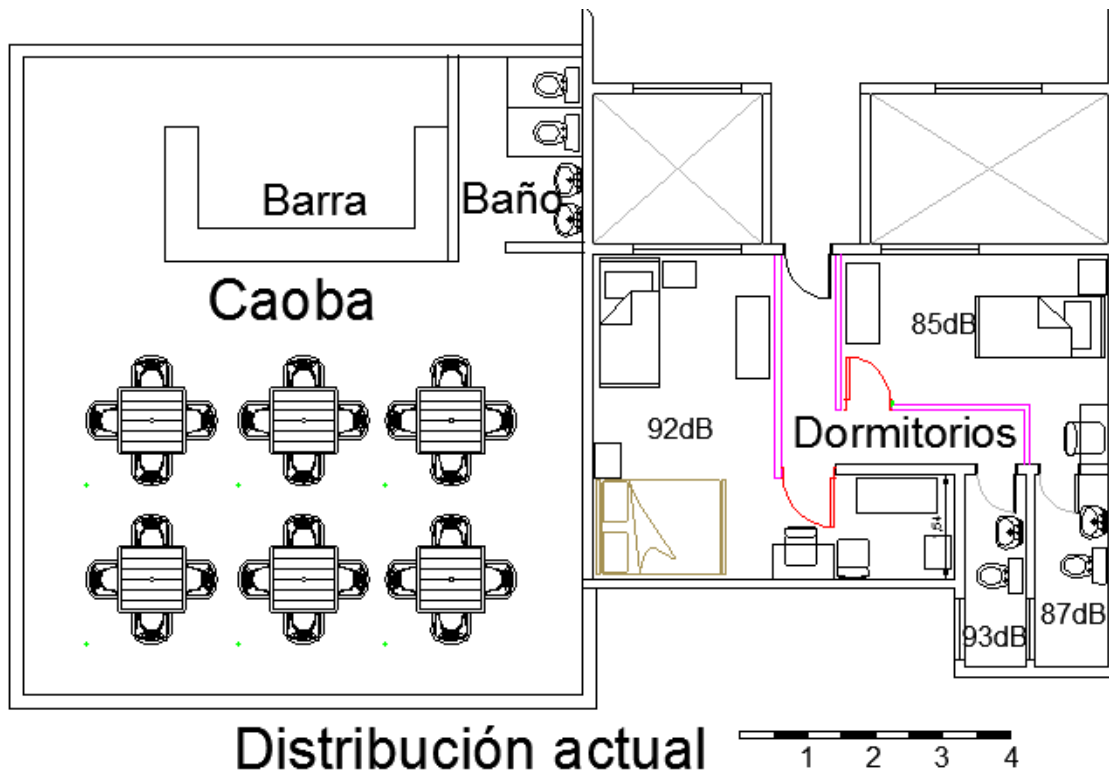 Barra
Baño
Caoba
85dB
92dB
Dormitorios
93dB
87dB
Distribución actual
1 2 3 4